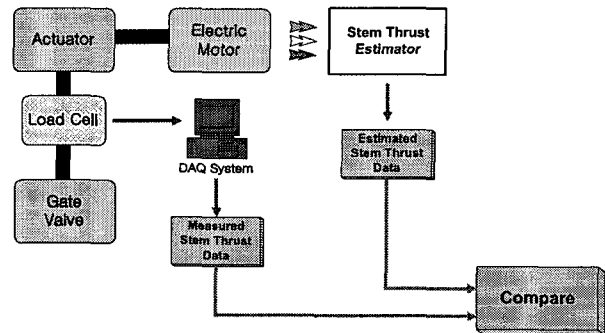 Actuator
Electric
Motor
Stem Thrust
Estimator
Load Cell
DAQ System
Estimated
Stem Thrust
Data
Gate
Valve
Measured
Stem Thrust
Data
Compare